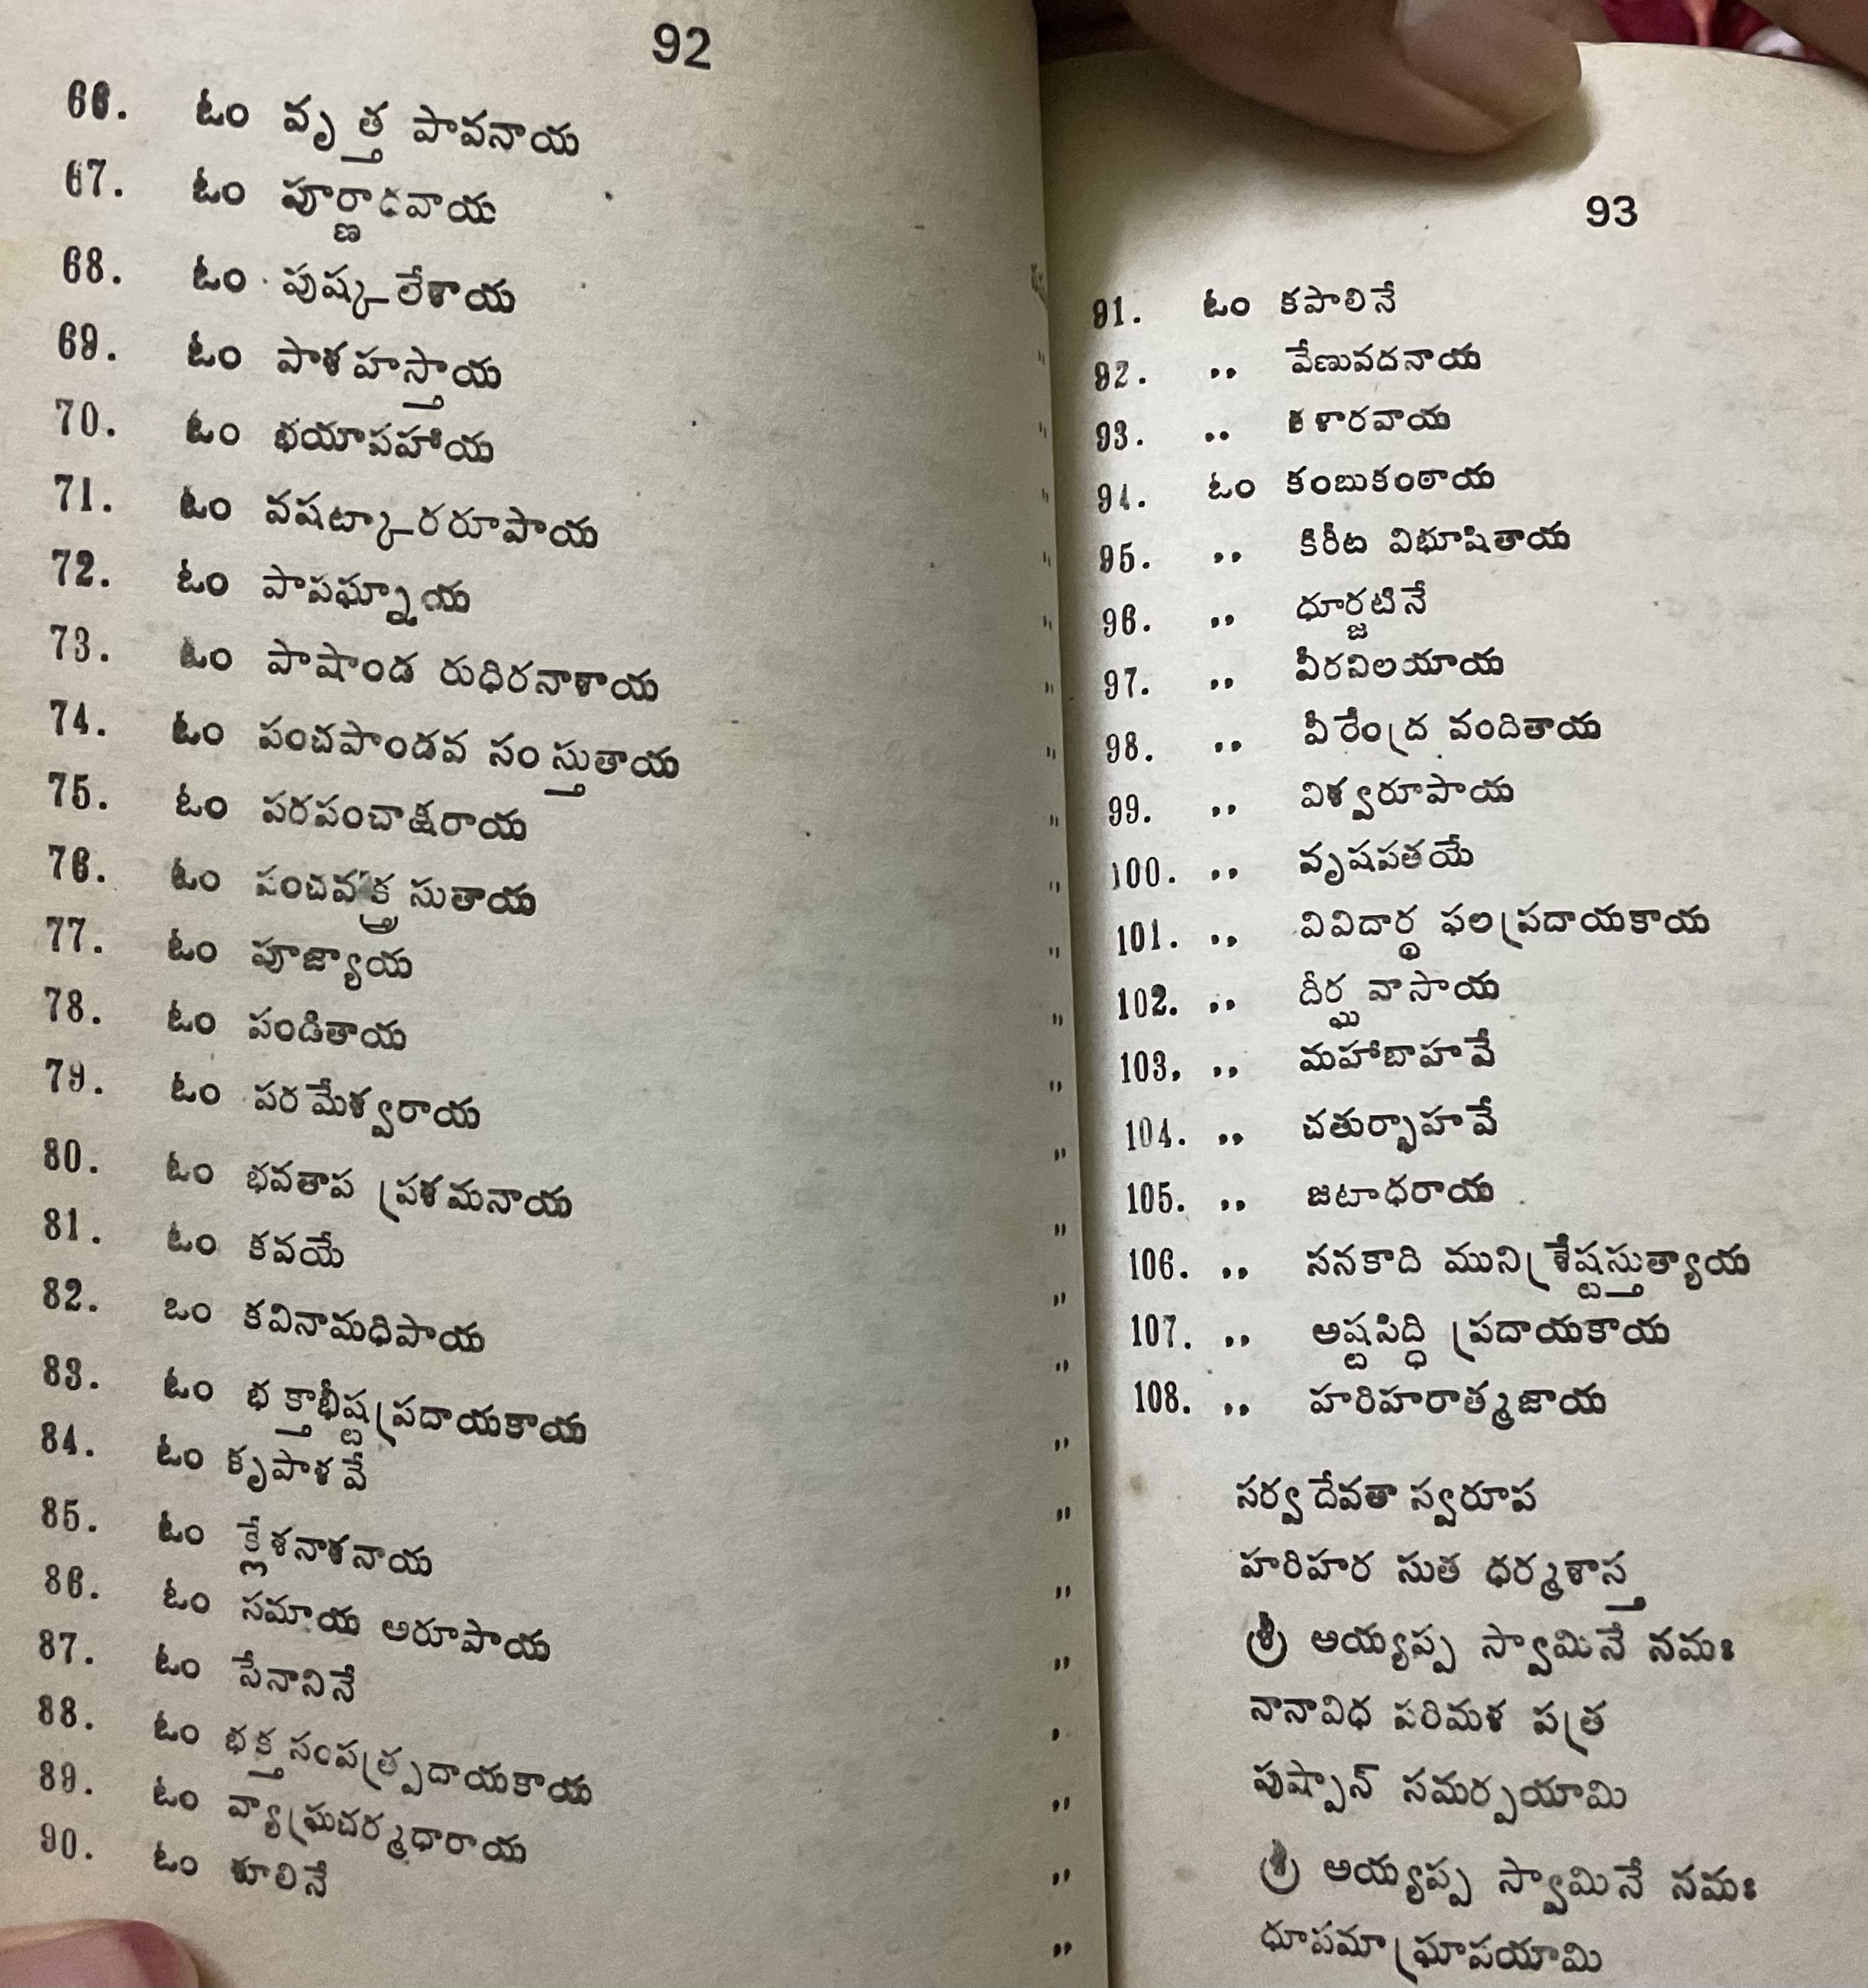 92
66. ఓం వృత్త పావనాయ
67. ఓం
68. ఓం పుష్కలేశాయ
69. ఓం పాశహస్తాయ
70. ఓం భయాపహాయ
71. ఓం వషట్కారరూపాయ
72. ఓం పాపఘ్నాయ
73. ఓం పాషాండ రుధిరనాశాయ
74. ఓం పంచపాండవ సంస్తుతాయ
75. ఓం పరపంచాక్షరాయ
76. ఓం పంచవక్త్ర సుతాయ
77. ఓం పూజ్యాయ
78. ఓం పండితాయ
79. ఓం పరమేశ్వరాయ
80. ఓం భవతాప ప్రశమనాయ
81. ఓం కవయే
82. ఓం కవినామధిపాయ
83. ఓం భక్తాభీష్టప్రదాయకాయ
84. ఓం కృపాళవే
85. ఓం క్లేశనాశనాయ
86. ఓం సమాయ అరూపాయ
87. ఓం సేనానినే
88. ఓం భక్తసంపత్ర్పదాయకాయ
89. ఓం వ్యాఘ్రచర్మధారాయ
90. ఓం శూలినే
93
91. ఓం కపాలినే
92. ,, వేణువదనాయ
93. ,, కళారవాయ
94. ఓం కంబుకంఠాయ
95. ,, కిరీట విభూషితాయ
96. ,, ధూర్జటినే
97. ,, వీరవిలయాయ
98. ,, వీరేంద్ర వందితాయ
99. ,, విశ్వరూపాయ
100. ,, వృషపతయే
101. ,, వివిదార్థ ఫలప్రదాయకాయ
102. ,, దీర్ఘ వాసాయ
103. ,, మహాబాహవే
104. ,, చతుర్భాహవే
105. ,, జటాధరాయ
106. ,, సనకాది మునిశ్రేష్టస్తుత్యాయ
107. ,, అష్టసిద్ధి ప్రదాయకాయ
108. ,, హరిహరాత్మజాయ
సర్వదేవతా స్వరూప
హరిహర సుత ధర్మశాస్త
శ్రీ అయ్యప్ప స్వామినే నమః
నానావిధ పరిమళ పత్ర
పుష్పాన్ సమర్పయామి
శ్రీ అయ్యప్ప స్వామినే నమః
ధూపమాఘ్రాపయామి